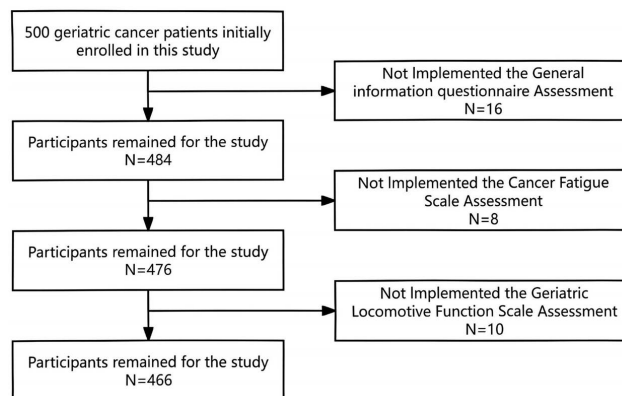 500 geriatric cancer patients initially
enrolled in this study
Not Implemented the General
information questionnaire Assessment
N=16
Participants remained for the study
N=484
Not Implemented the Cancer Fatigue
Scale Assessment
N=8
Participants remained for the study
N=476
Not Implemented the Geriatric
Locomotive Function Scale Assessment
N=10
Participants remained for the study
N=466